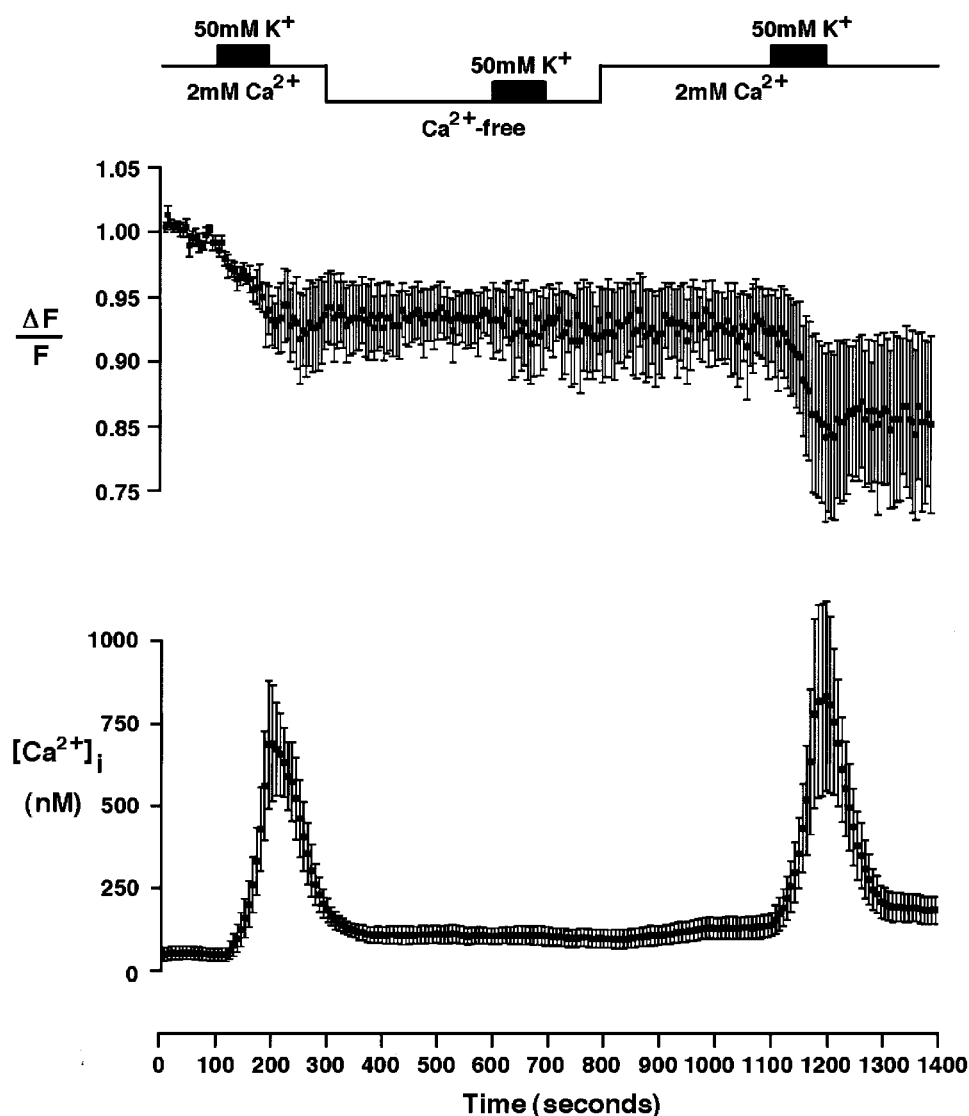 50mM K⁺ 50mM K⁺
50mM K⁺
2mM Ca²⁺ 2mM Ca²⁺
Ca²⁺-free
1.05
1.00
0.95
ΔF
F
0.90
0.85
0.75
1000
750
[Ca²⁺]i
(nM)
500
250
0
0 100 200 300 400 500 600 700 800 900 1000 1100 1200 1300 1400
Time (seconds)